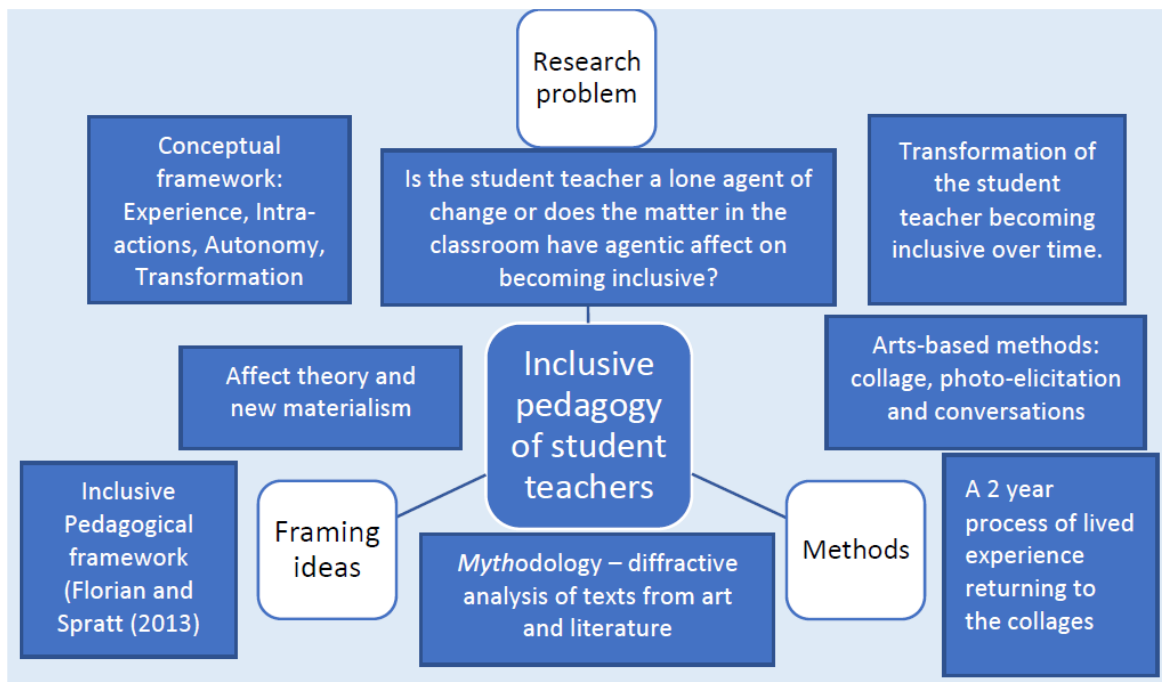 Research
problem
Conceptual
framework:
Experience, Intra-
actions, Autonomy,
Transformation
Is the student teacher a lone agent of
change or does the matter in the
classroom have agentic affect on
becoming inclusive?
Transformation of
the student
teacher becoming
inclusive over time.
Affect theory and
new materialism
Inclusive
pedagogy
of student
teachers
Arts-based methods:
collage, photo-elicitation
and conversations
Inclusive
Pedagogical
framework
(Florian and
Spratt (2013)
Framing
ideas
Mythodology – diffractive
analysis of texts from art
and literature
Methods
A 2 year
process of lived
experience
returning to
the collages